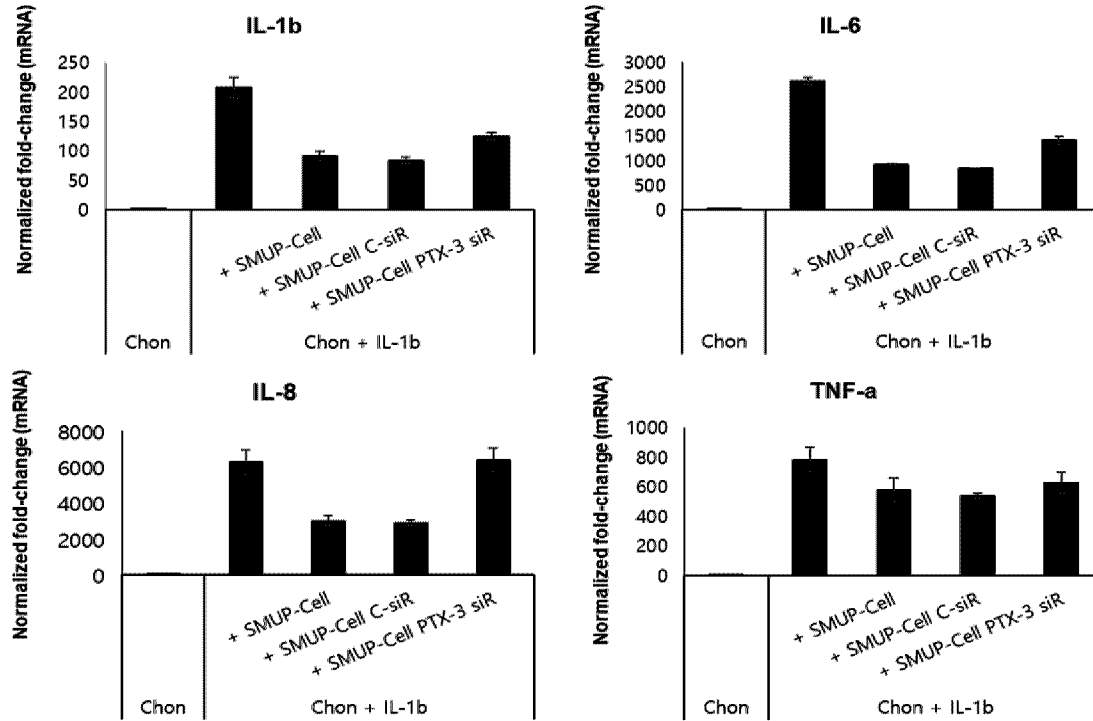 IL-1b
Normalized fold-change (mRNA)
250
200
150
100
50
0
+ SMUP-Cell
+ SMUP-Cell C-siR
+ SMUP-Cell PTX-3 siR
Chon
Chon + IL-1b
IL-6
Normalized fold-change (mRNA)
3000
2500
2000
1500
1000
500
0
+ SMUP-Cell
+ SMUP-Cell C-siR
+ SMUP-Cell PTX-3 siR
Chon
Chon + IL-1b
IL-8
Normalized fold-change (mRNA)
8000
6000
4000
2000
0
+ SMUP-Cell
+ SMUP-Cell C-siR
+ SMUP-Cell PTX-3 siR
Chon
Chon + IL-1b
TNF-a
Normalized fold-change (mRNA)
1000
800
600
400
200
0
+ SMUP-Cell
+ SMUP-Cell C-siR
+ SMUP-Cell PTX-3 siR
Chon
Chon + IL-1b